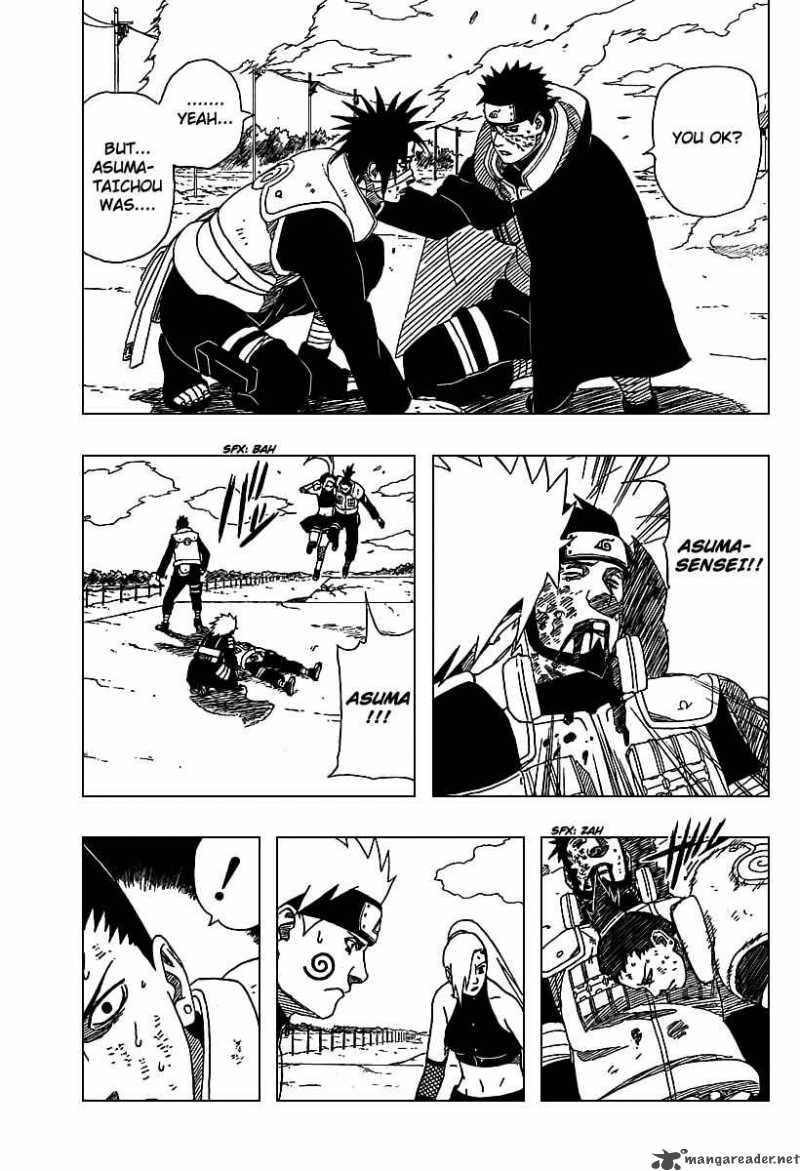 YOU OK?
.......
YEAH...
BUT...
ASUMA-
TAICHOU
WAS....
ASUMA-
SENSEI!!
SFX: BAH
ASUMA
!!!
SFX: ZAH
!
mangareader.net